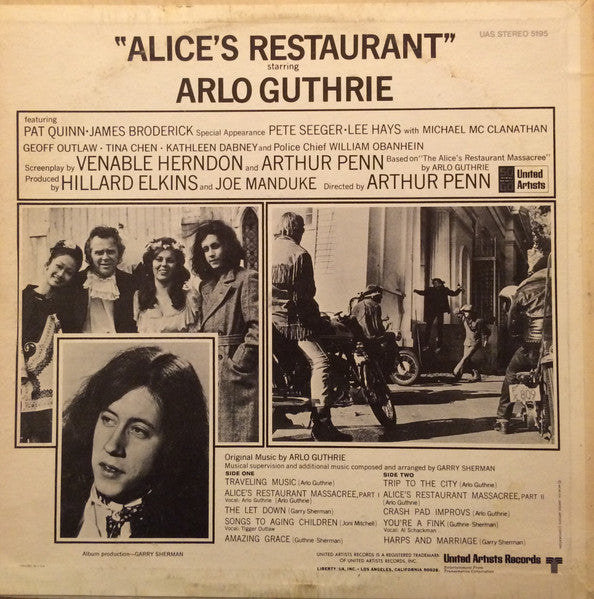 UAS STEREO 5195
"ALICE'S RESTAURANT"
starring
ARLO GUTHRIE
featuring
PAT QUINN • JAMES BRODERICK Special Appearance PETE SEEGER • LEE HAYS with MICHAEL MC CLANATHAN
GEOFF OUTLAW • TINA CHEN • KATHLEEN DABNEY and Police Chief WILLIAM OBANHEIN
Screenplay by VENABLE HERNDON and ARTHUR PENN Based on "The Alice's Restaurant Massacree" by ARLO GUTHRIE
Produced by HILLARD ELKINS and JOE MANDUKE Directed by ARTHUR PENN
United Artists
Original Music by ARLO GUTHRIE
Musical supervision and additional music composed and arranged by GARRY SHERMAN
SIDE ONE
TRAVELING MUSIC (Arlo Guthrie)
ALICE'S RESTAURANT MASSACREE, PART I
Vocal: Arlo Guthrie (Arlo Guthrie)
THE LET DOWN (Garry Sherman)
SONGS TO AGING CHILDREN (Joni Mitchell)
Vocal: Tigger Outlaw
AMAZING GRACE (Guthrie-Sherman)
SIDE TWO
TRIP TO THE CITY (Arlo Guthrie)
ALICE'S RESTAURANT MASSACREE, PART II
(Arlo Guthrie)
CRASH PAD IMPROVS (Arlo Guthrie)
YOU'RE A FINK (Guthrie-Sherman)
Vocal: Al Schackman
HARPS AND MARRIAGE (Garry Sherman)
Album production—GARRY SHERMAN
UNITED ARTISTS RECORDS IS A REGISTERED TRADEMARK
OF UNITED ARTISTS RECORDS, INC.
LIBERTY/UA, INC. - LOS ANGELES, CALIFORNIA 90028.
United Artists Records
Entertainment From
Transamerica Corporation